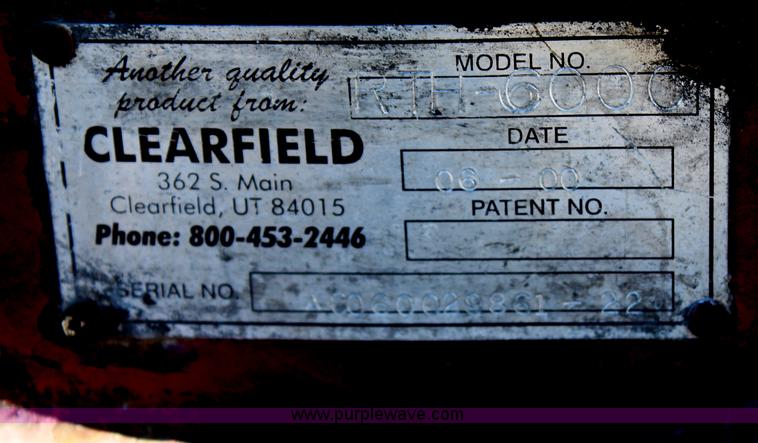 Another quality
product from:
CLEARFIELD
362 S. Main
Clearfield, UT 84015
Phone: 800-453-2446
MODEL NO.
RTH-6000
DATE
06-00
PATENT NO.
SERIAL NO.
www.purplewave.com